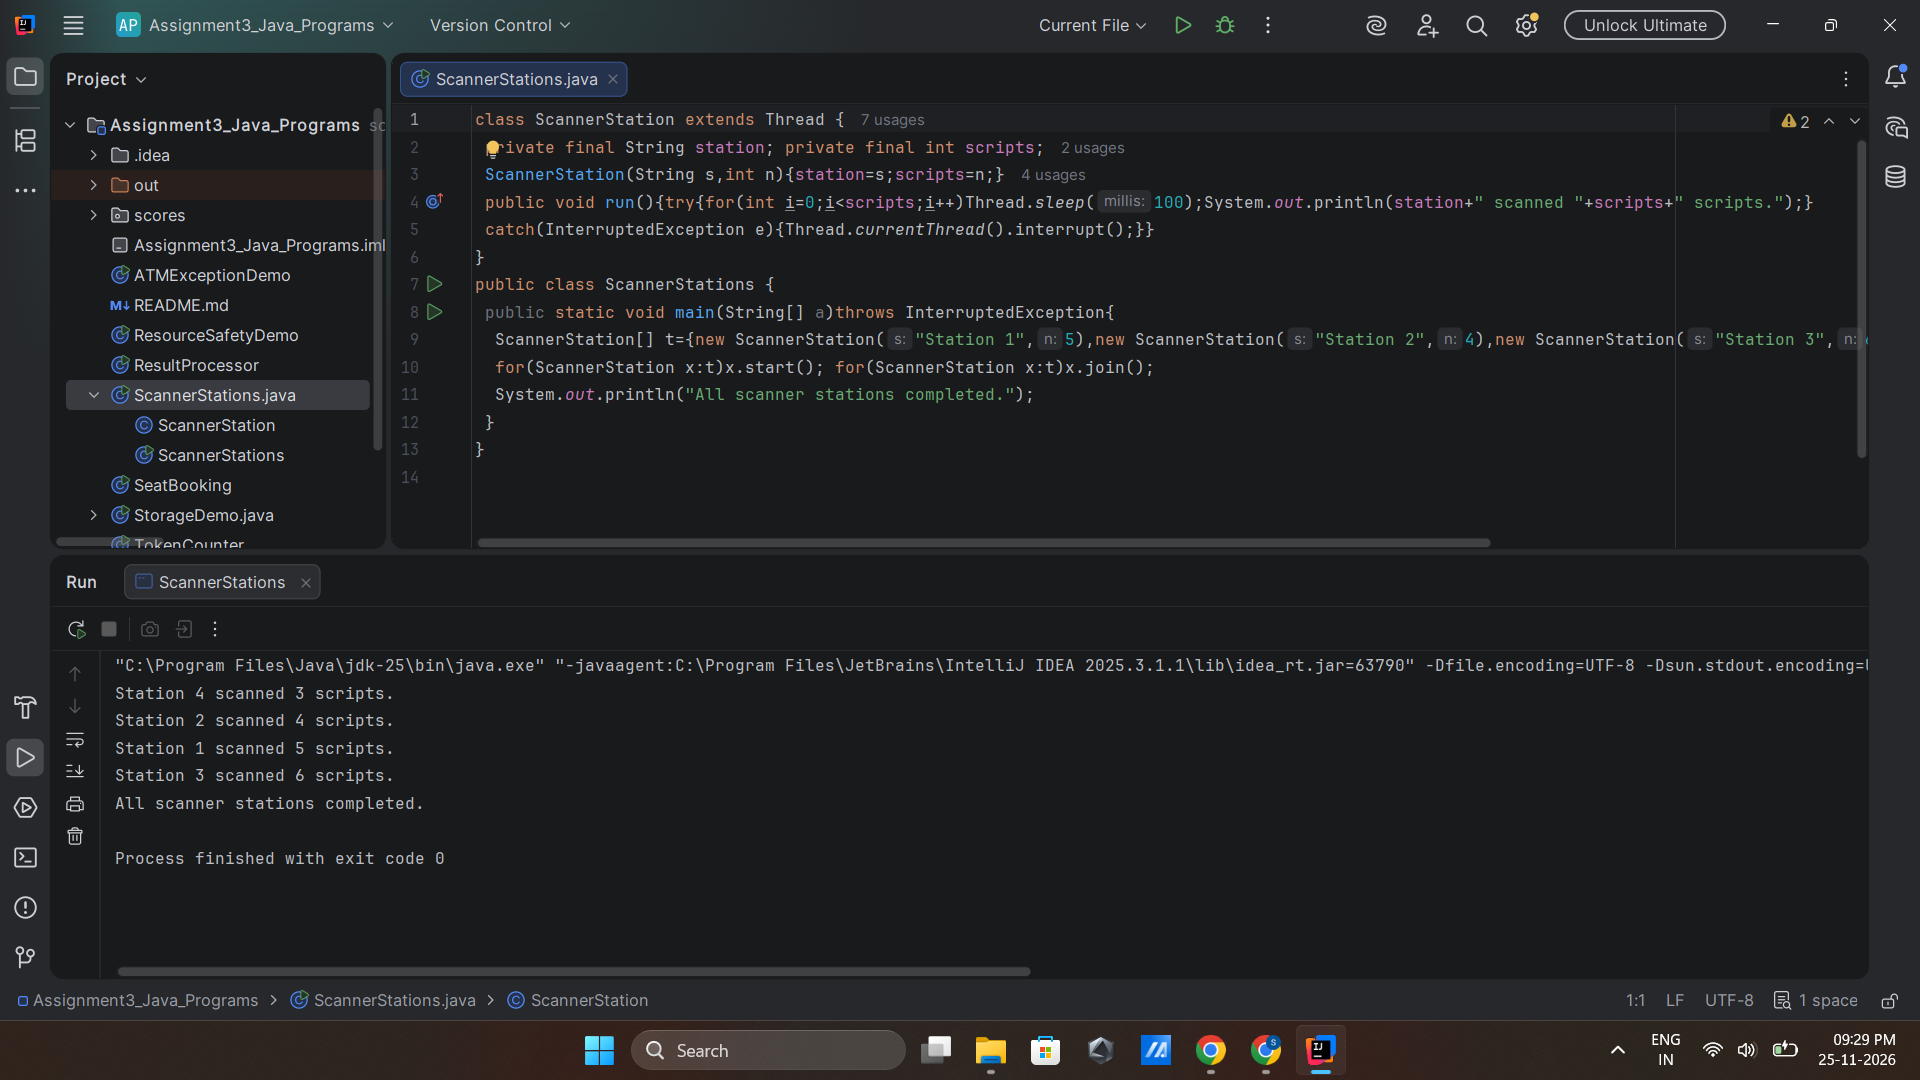 AP Assignment3_Java_Programs Version Control Current File Unlock Ultimate
Project
ScannerStations.java
Assignment3_Java_Programs
.idea
out
scores
Assignment3_Java_Programs.iml
ATMExceptionDemo
M↓ README.md
ResourceSafetyDemo
ResultProcessor
ScannerStations.java
ScannerStation
ScannerStations
SeatBooking
StorageDemo.java
TokenCounter
1 class ScannerStation extends Thread { 7 usages
2 private final String station; private final int scripts; 2 usages
3 ScannerStation(String s,int n){station=s;scripts=n;} 4 usages
4 public void run(){try{for(int i=0;i<scripts;i++)Thread.sleep( millis: 100);System.out.println(station+" scanned "+scripts+" scripts.");}
5 catch(InterruptedException e){Thread.currentThread().interrupt();}}
6 }
7 public class ScannerStations {
8 public static void main(String[] a)throws InterruptedException{
9 ScannerStation[] t={new ScannerStation( s: "Station 1", n: 5),new ScannerStation( s: "Station 2", n: 4),new ScannerStation( s: "Station 3", n:
10 for(ScannerStation x:t)x.start(); for(ScannerStation x:t)x.join();
11 System.out.println("All scanner stations completed.");
12 }
13 }
14
2
Run ScannerStations
"C:\Program Files\Java\jdk-25\bin\java.exe" "-javaagent:C:\Program Files\JetBrains\IntelliJ IDEA 2025.3.1.1\lib\idea_rt.jar=63790" -Dfile.encoding=UTF-8 -Dsun.stdout.encoding=
Station 4 scanned 3 scripts.
Station 2 scanned 4 scripts.
Station 1 scanned 5 scripts.
Station 3 scanned 6 scripts.
All scanner stations completed.
Process finished with exit code 0
Assignment3_Java_Programs > ScannerStations.java > ScannerStation 1:1 LF UTF-8 1 space
Search
ENG
IN
09:29 PM
25-11-2026